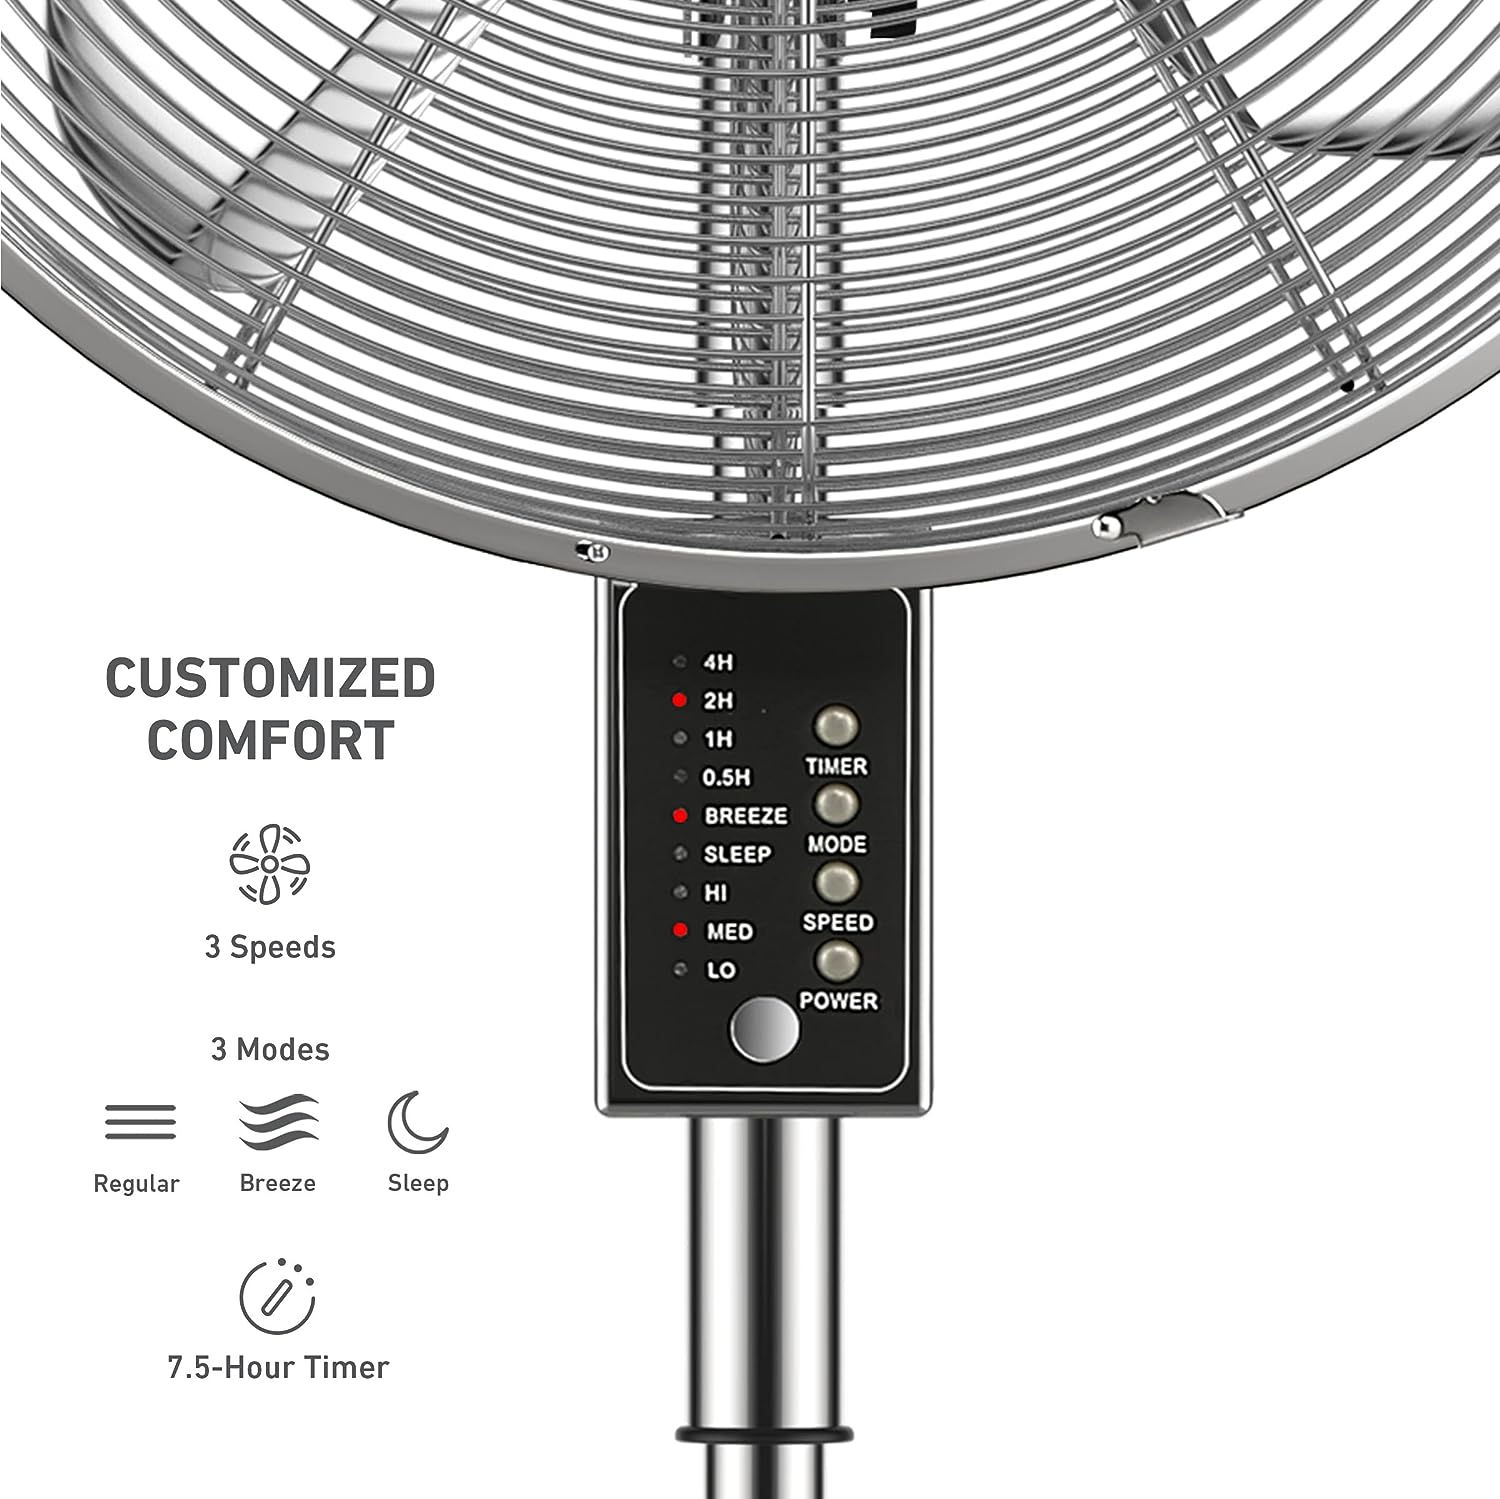 CUSTOMIZED
COMFORT
3 Speeds
3 Modes
Regular
Breeze
Sleep
7.5-Hour Timer
4H
2H
1H
0.5H
BREEZE
SLEEP
HI
MED
LO
TIMER
MODE
SPEED
POWER